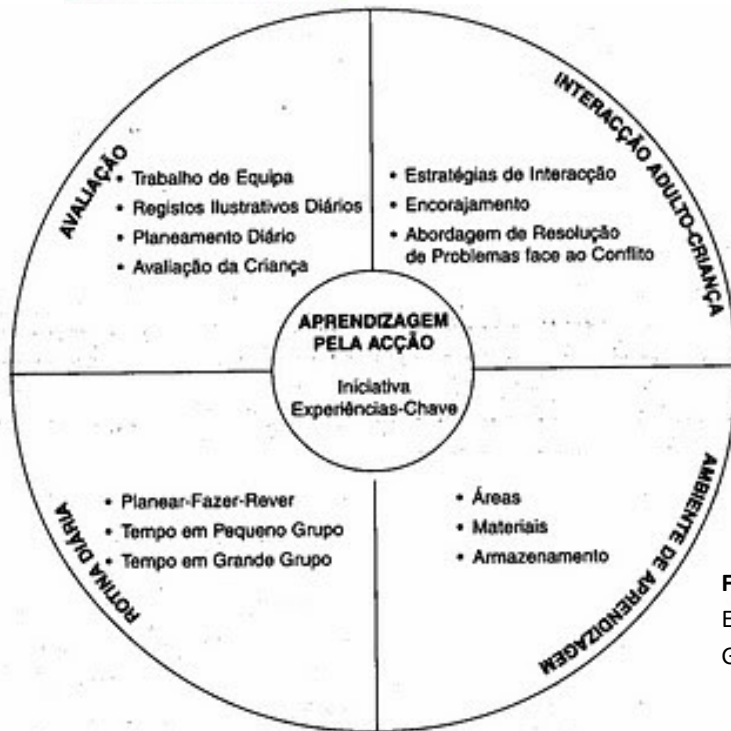 AVALIAÇÃO
• Trabalho de Equipa
• Registos Ilustrativos Diários
• Planeamento Diário
• Avaliação da Criança
INTERACÇÃO ADULTO-CRIANÇA
• Estratégias de Interacção
• Encorajamento
• Abordagem de Resolução
de Problemas face ao Conflito
APRENDIZAGEM
PELA ACÇÃO
Iniciativa
Experiências-Chave
ROTINA DIÁRIA
• Planear-Fazer-Rever
• Tempo em Pequeno Grupo
• Tempo em Grande Grupo
AMBIENTE DE APRENDIZAGEM
• Áreas
• Materiais
• Armazenamento